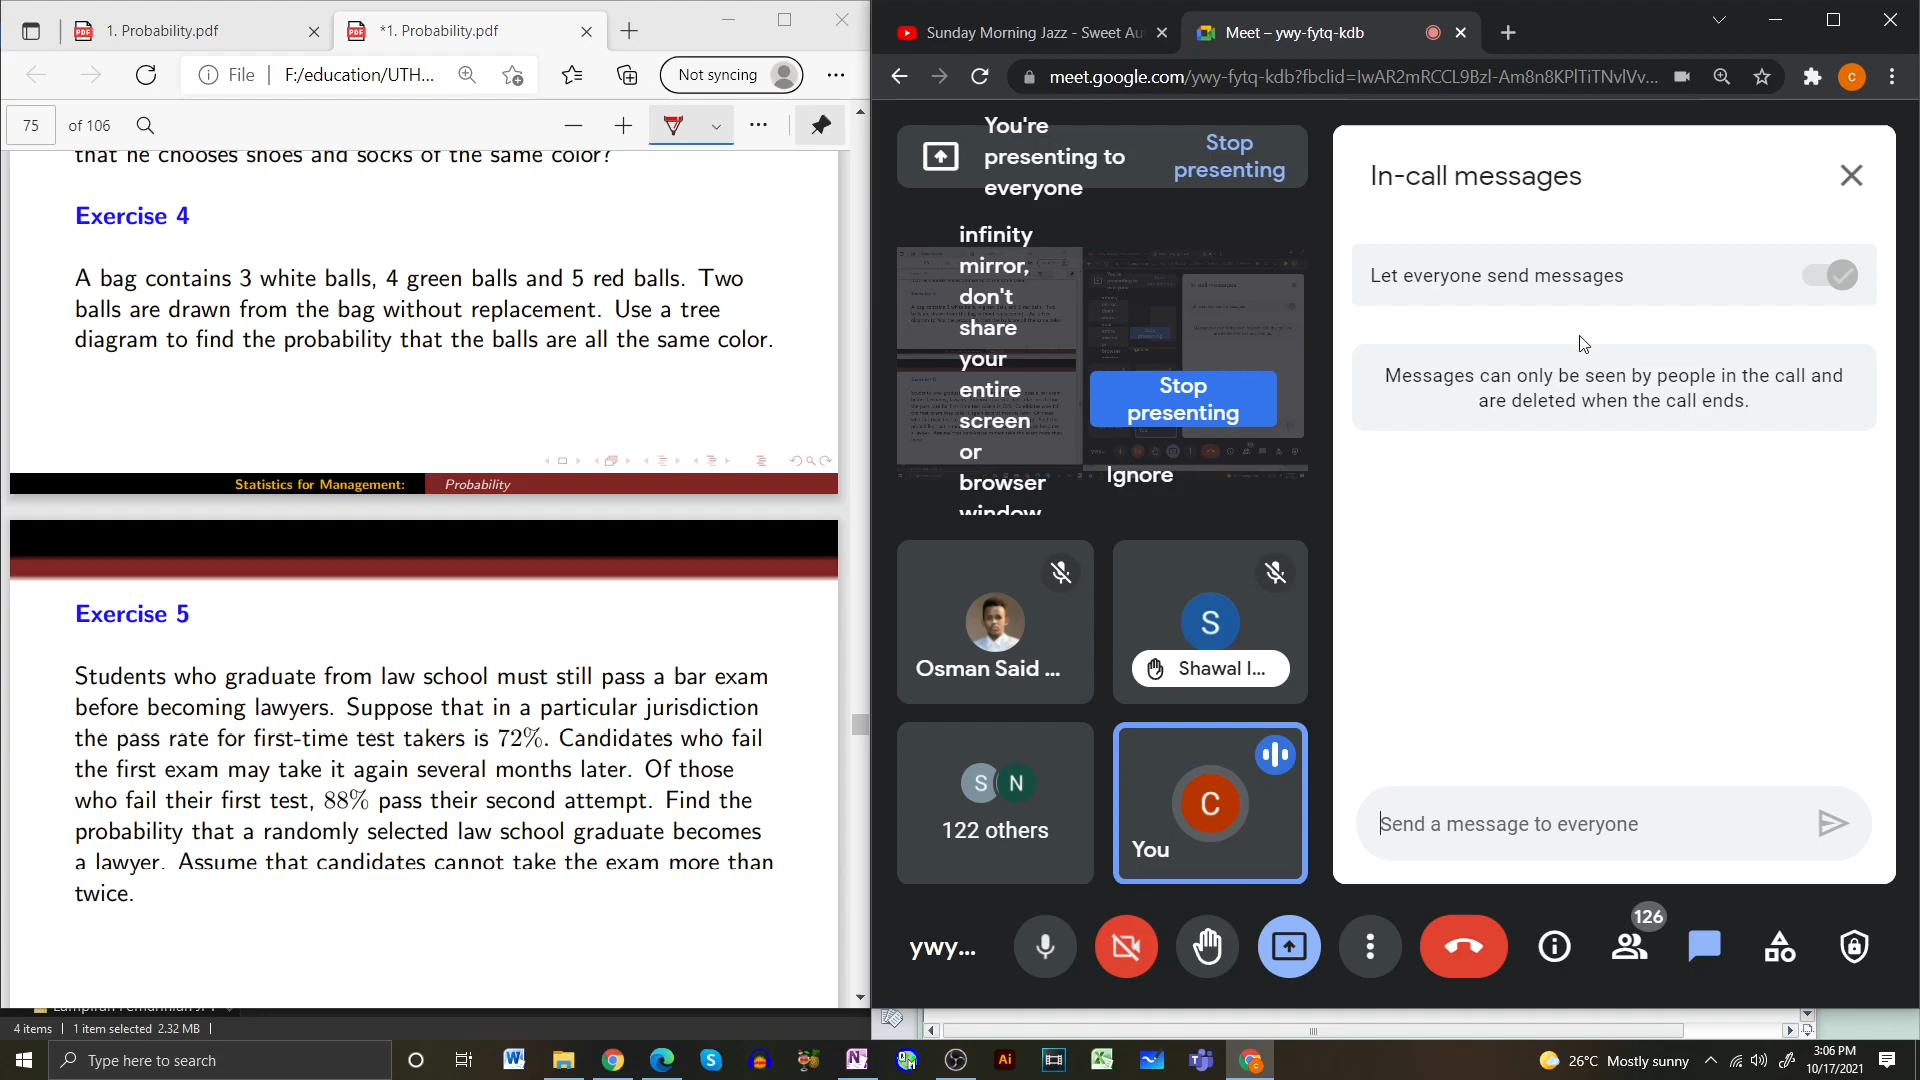 1. Probability.pdf
*1. Probability.pdf
File
F:/education/UTH...
Not syncing
75
of 106
that he chooses shoes and socks of the same color?
Exercise 4
A bag contains 3 white balls, 4 green balls and 5 red balls. Two
balls are drawn from the bag without replacement. Use a tree
diagram to find the probability that the balls are all the same color.
Statistics for Management:
Probability
Exercise 5
Students who graduate from law school must still pass a bar exam
before becoming lawyers. Suppose that in a particular jurisdiction
the pass rate for first-time test takers is 72%. Candidates who fail
the first exam may take it again several months later. Of those
who fail their first test, 88% pass their second attempt. Find the
probability that a randomly selected law school graduate becomes
a lawyer. Assume that candidates cannot take the exam more than
twice.
4 items
1 item selected 2.32 MB
Sunday Morning Jazz - Sweet Au
Meet – ywy-fytq-kdb
meet.google.com/ywy-fytq-kdb?fbclid=IwAR2mRCCL9Bzl-Am8n8KPlTiTNvlVv...
C
You're
presenting to
everyone
Stop
presenting
infinity
mirror,
don't
share
your
entire
screen
or
browser
window
Stop
presenting
Ignore
Osman Said ...
S
Shawal I...
S
N
122 others
C
You
In-call messages
Let everyone send messages
Messages can only be seen by people in the call and
are deleted when the call ends.
Send a message to everyone
ywy...
126
Type here to search
26°C Mostly sunny
3:06 PM
10/17/2021